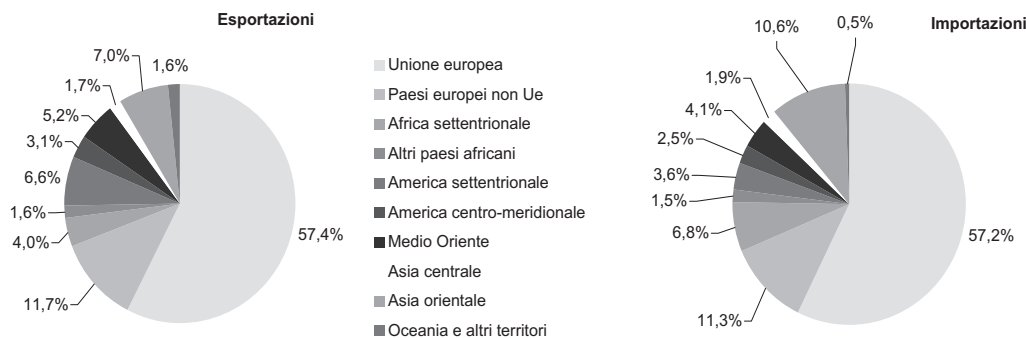 Esportazioni
7,0%
1,6%
1,7%
5,2%
3,1%
6,6%
1,6%
4,0%
11,7%
57,4%
Unione europea
Paesi europei non Ue
Africa settentrionale
Altri paesi africani
America settentrionale
America centro-meridionale
Medio Oriente
Asia centrale
Asia orientale
Oceania e altri territori
Importazioni
10,6%
0,5%
1,9%
4,1%
2,5%
3,6%
1,5%
6,8%
11,3%
57,2%